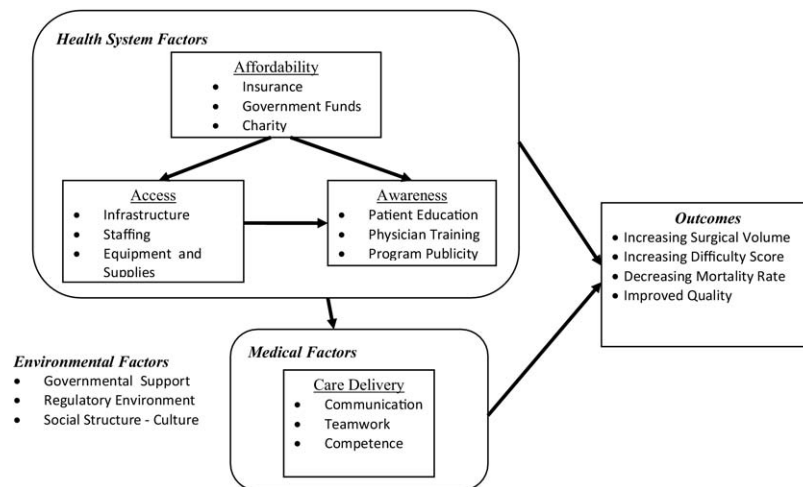 Health System Factors
Affordability
• Insurance
• Government Funds
• Charity
Access
• Infrastructure
• Staffing
• Equipment and
Supplies
Awareness
• Patient Education
• Physician Training
• Program Publicity
Outcomes
• Increasing Surgical Volume
• Increasing Difficulty Score
• Decreasing Mortality Rate
• Improved Quality
Environmental Factors
• Governmental Support
• Regulatory Environment
• Social Structure - Culture
Medical Factors
Care Delivery
• Communication
• Teamwork
• Competence